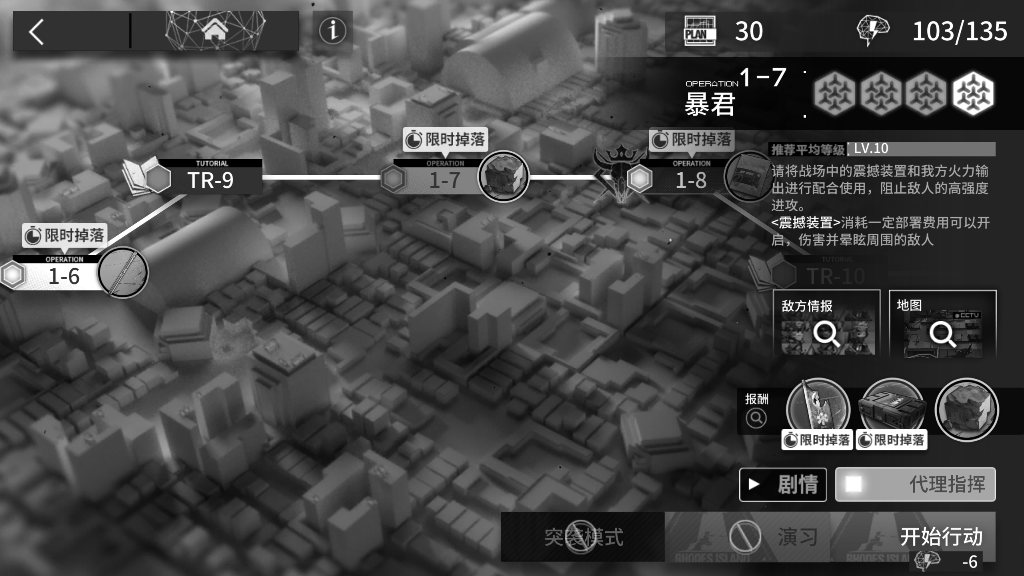 PLAN
30
103/135
OPERATION
1-7
暴君
限时掉落
限时掉落
推荐平均等级
LV.10
TUTORIAL
TR-9
OPERATION
1-7
OPERATION
1-8
请将战场中的震撼装置和我方火力输
出进行配合使用，阻止敌人的高强度
进攻。
<震撼装置>消耗一定部署费用可以开
启，伤害并晕眩周围的敌人
限时掉落
OPERATION
1-6
TUTORIAL
TR-10
敌方情报
地图
CCTV
报酬
限时掉落
限时掉落
剧情
代理指挥
突袭模式
演习
开始行动
RHODES ISLAND
-6